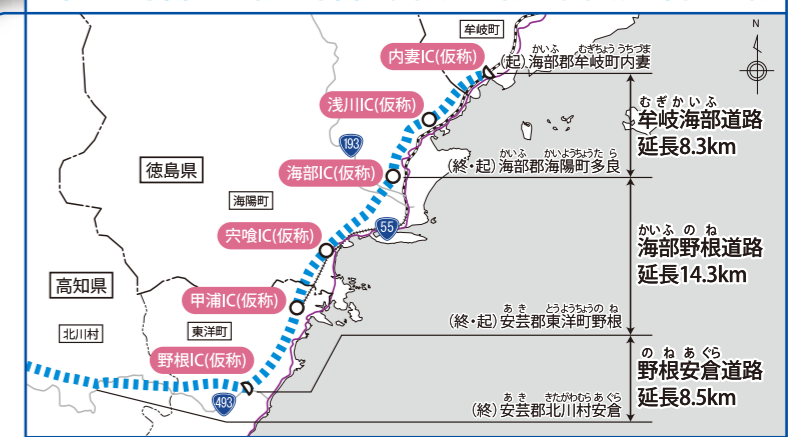 N
牟岐町
内妻IC(仮称)
かいふ むぎちょう うちづま
(起)海部郡牟岐町内妻
浅川IC(仮称)
むぎかいふ
牟岐海部道路
延長8.3km
193
徳島県
海部IC(仮称)
かいふ かいようちょうたら
(終・起)海部郡海陽町多良
海陽町
55
宍喰IC(仮称)
かいふのね
海部野根道路
延長14.3km
高知県
甲浦IC(仮称)
あき とうようちょうのね
(終・起)安芸郡東洋町野根
北川村
東洋町
野根IC(仮称)
のねあぐら
野根安倉道路
延長8.5km
493
あき きたがわむらあぐら
(終)安芸郡北川村安倉